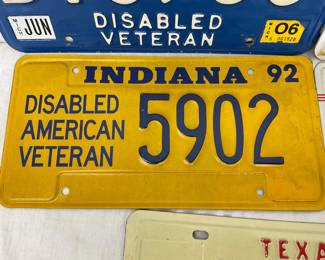 JUN
06
DISABLED
VETERAN
INDIANA 92
DISABLED
AMERICAN
VETERAN
5902
TEXA